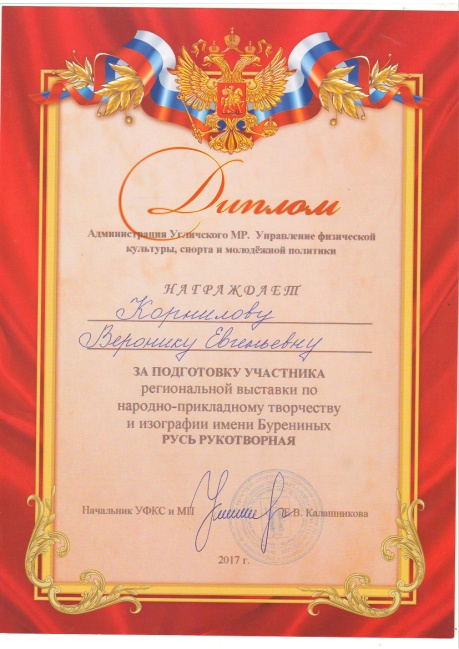 Диплом
Администрация Угличского МР. Управление физической
культуры, спорта и молодёжной политики
НАГРАЖДАЕТ
Корнилову
Веронику Евгеньевну
ЗА ПОДГОТОВКУ УЧАСТНИКА
региональной выставки по
народно-прикладному творчеству
и изографии имени Бурениных
РУСЬ РУКОТВОРНАЯ
Начальник УФКС и МП Е.В. Калашникова
2017 г.